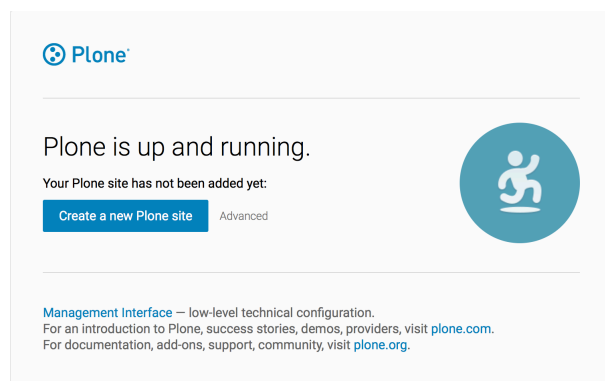 Plone®
Plone is up and running.
Your Plone site has not been added yet:
Create a new Plone site Advanced
Management Interface — low-level technical configuration.
For an introduction to Plone, success stories, demos, providers, visit plone.com.
For documentation, add-ons, support, community, visit plone.org.